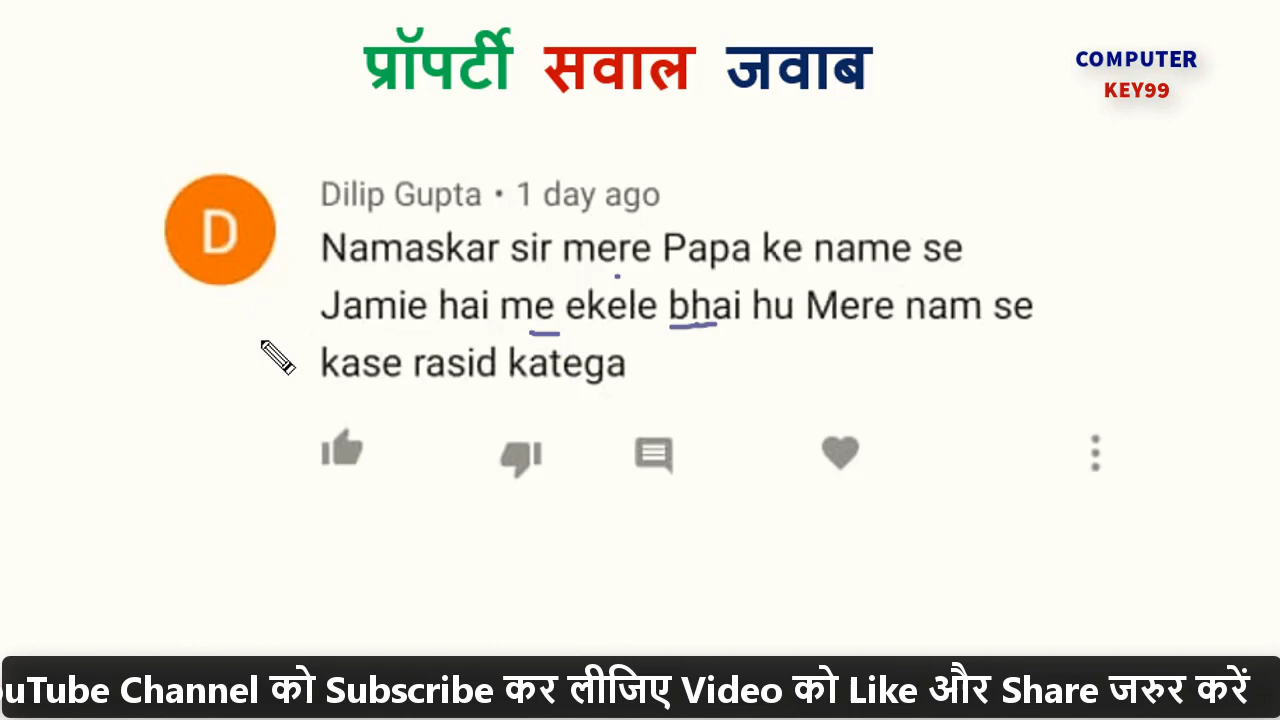 प्रॉपर्टी सवाल जवाब
COMPUTER
KEY99
D
Dilip Gupta • 1 day ago
Namaskar sir mere Papa ke name se
Jamie hai me ekele bhai hu Mere nam se
kase rasid katega
uTube Channel को Subscribe कर लीजिए Video को Like और Share जरुर करें